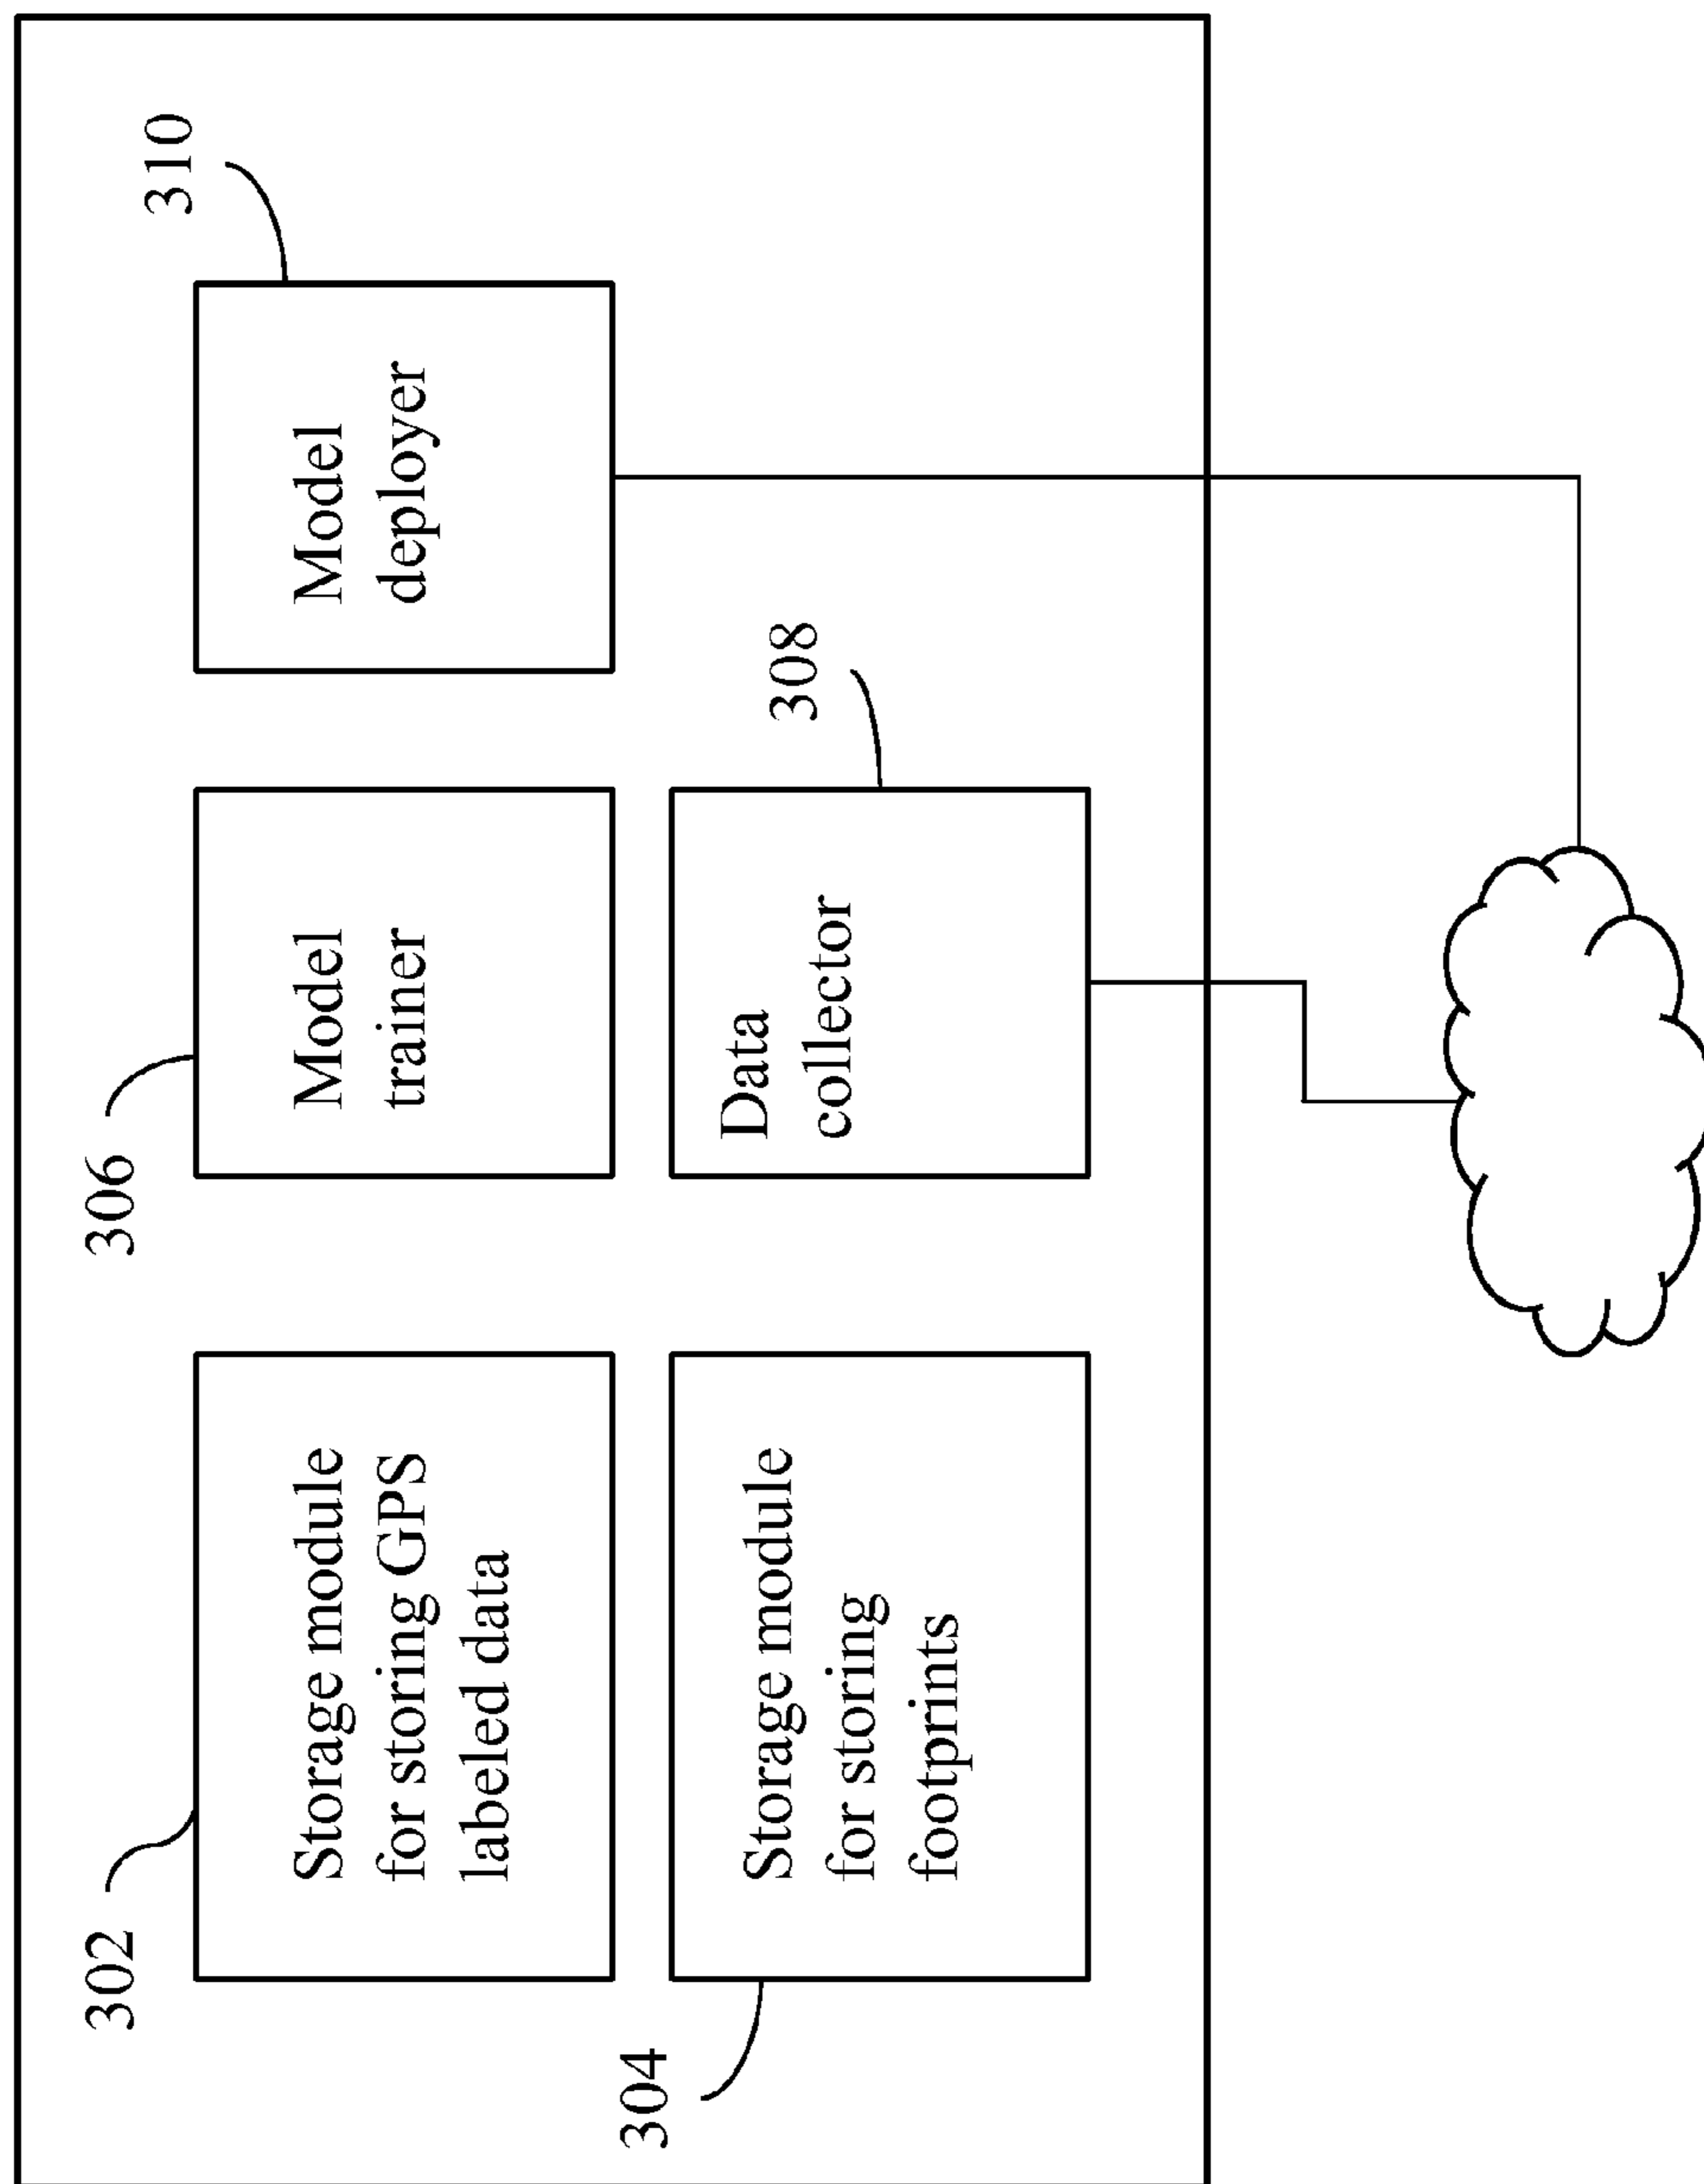 302
Storage module
for storing GPS
labeled data
306
Model
trainer
310
Model
deployer
304
Storage module
for storing
footprints
308
Data
collector